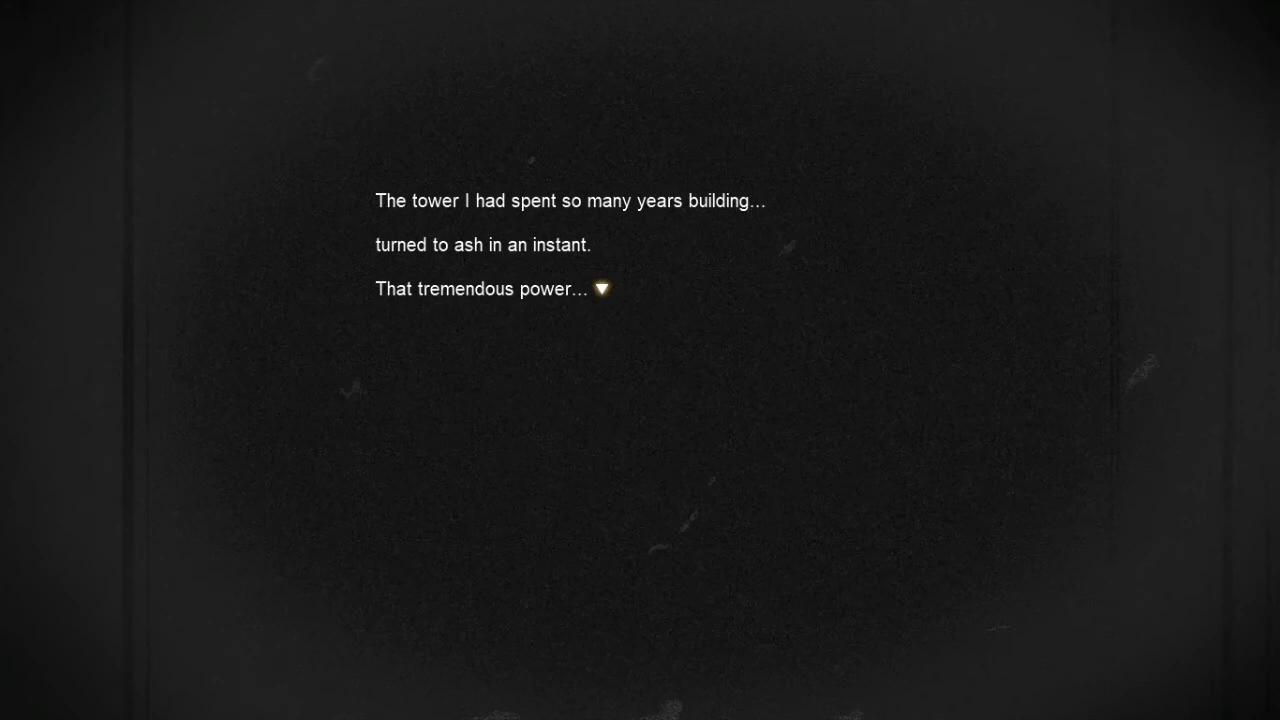 The tower I had spent so many years building...
turned to ash in an instant.
That tremendous power...